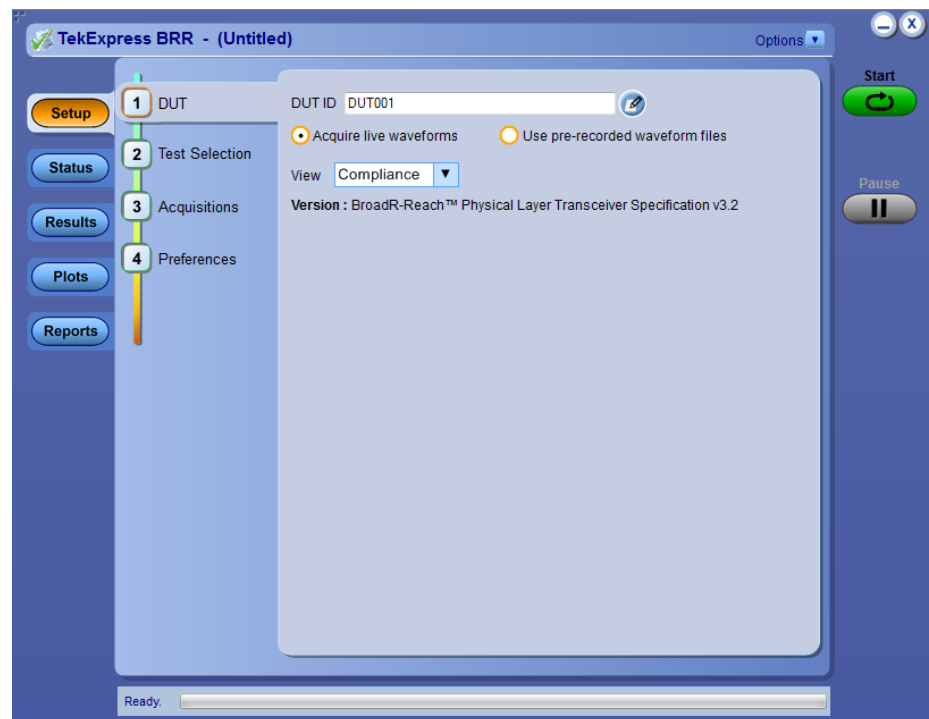 TekExpress BRR - (Untitled)
Options
Start
Pause
Setup
Status
Results
Plots
Reports
1 DUT
2 Test Selection
3 Acquisitions
4 Preferences
DUT ID DUT001
Acquire live waveforms Use pre-recorded waveform files
View Compliance
Version : BroadR-Reach™ Physical Layer Transceiver Specification v3.2
Ready.